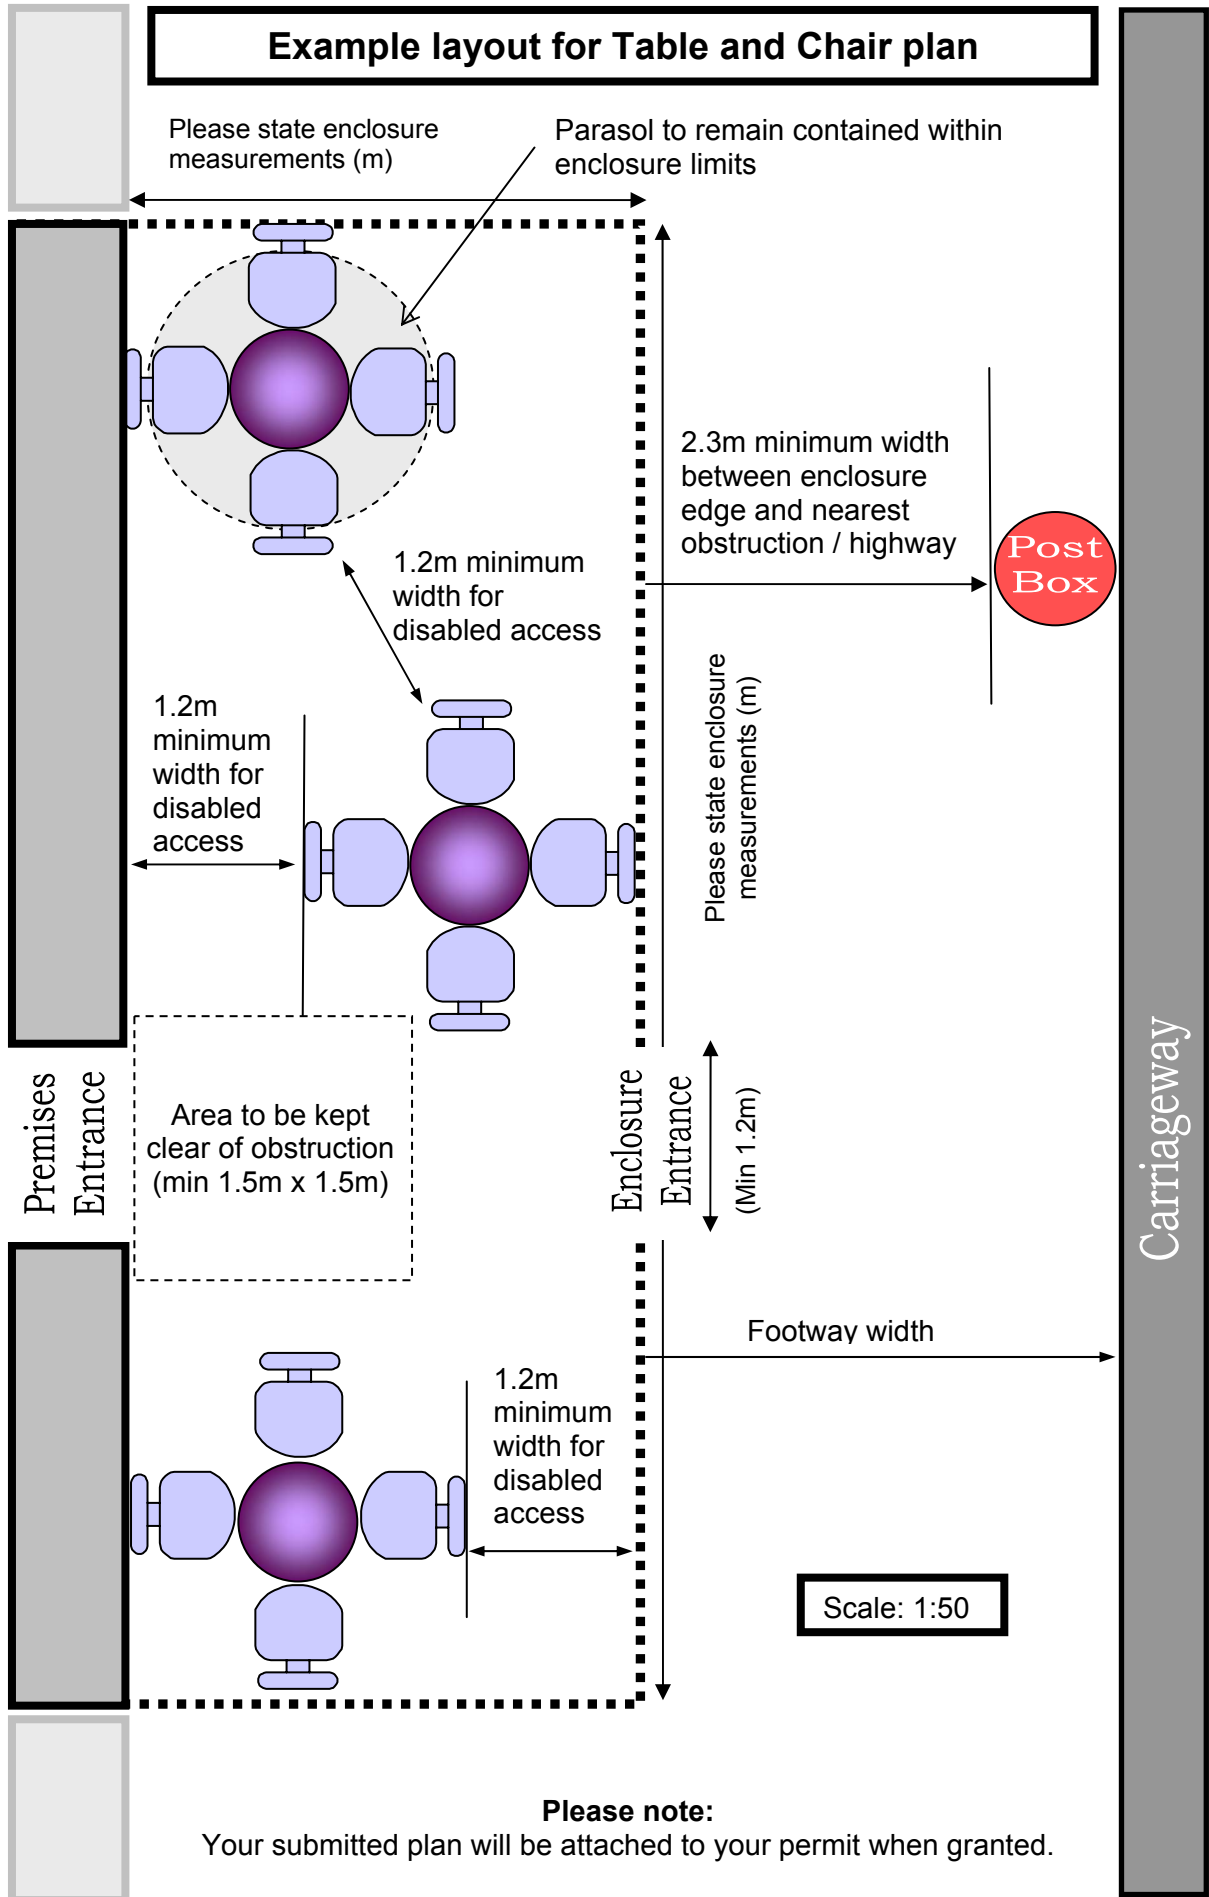 Example layout for Table and Chair plan
Please state enclosure
measurements (m)
Parasol to remain contained within
enclosure limits
2.3m minimum width
between enclosure
edge and nearest
obstruction / highway
Post
Box
1.2m minimum
width for
disabled access
1.2m
minimum
width for
disabled
access
Please state enclosure
measurements (m)
Premises
Entrance
Area to be kept
clear of obstruction
(min 1.5m x 1.5m)
Enclosure
Entrance
(Min 1.2m)
Carriageway
Footway width
1.2m
minimum
width for
disabled
access
Scale: 1:50
Please note:
Your submitted plan will be attached to your permit when granted.